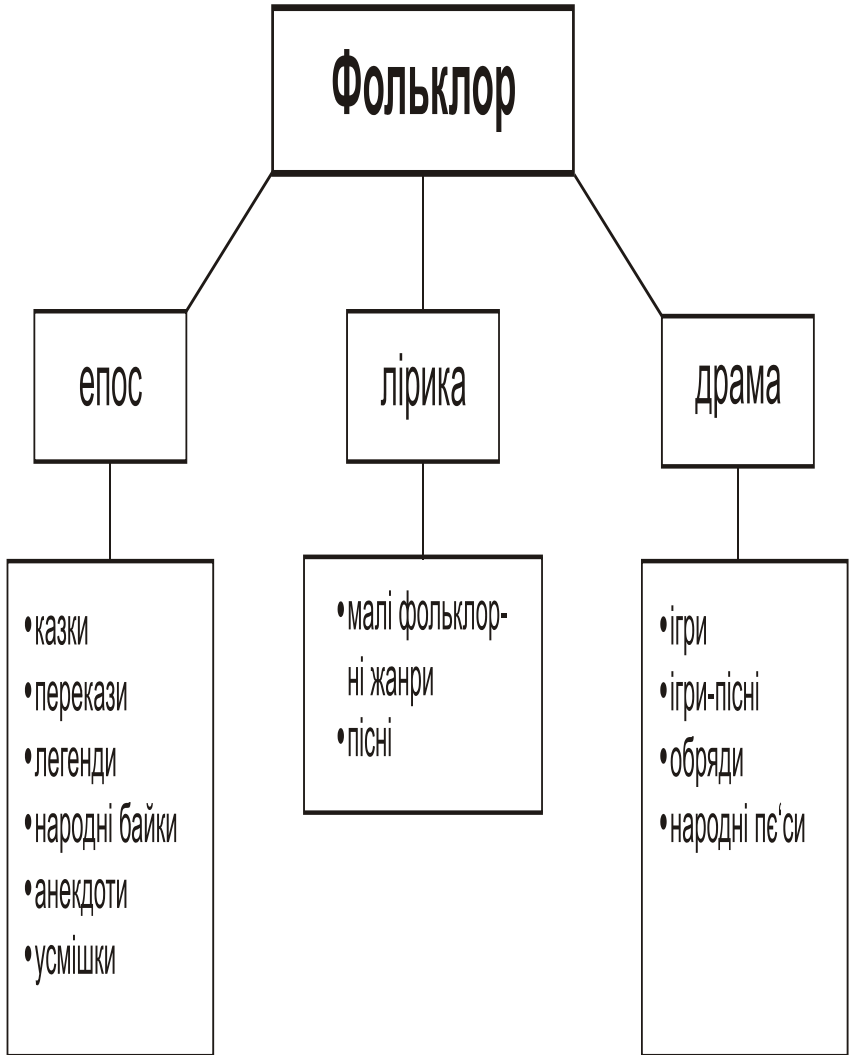 Фольклор
епос
лірика
драма
•казки
•перекази
•легенди
•народні байки
•анекдоти
•усмішки
•малі фольклор-
ні жанри
•пісні
•ігри
•ігри-пісні
•обряди
•народні пє‘си